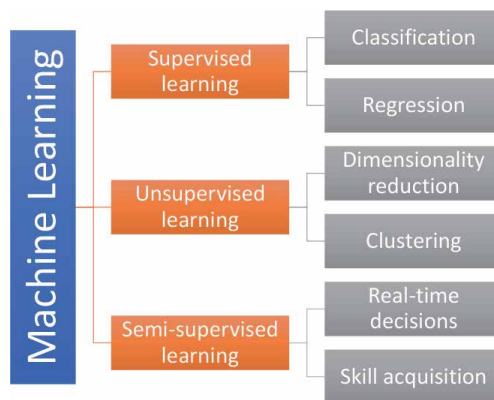 Machine Learning
Supervised
learning
Classification
Regression
Unsupervised
learning
Dimensionality
reduction
Clustering
Semi-supervised
learning
Real-time
decisions
Skill acquisition